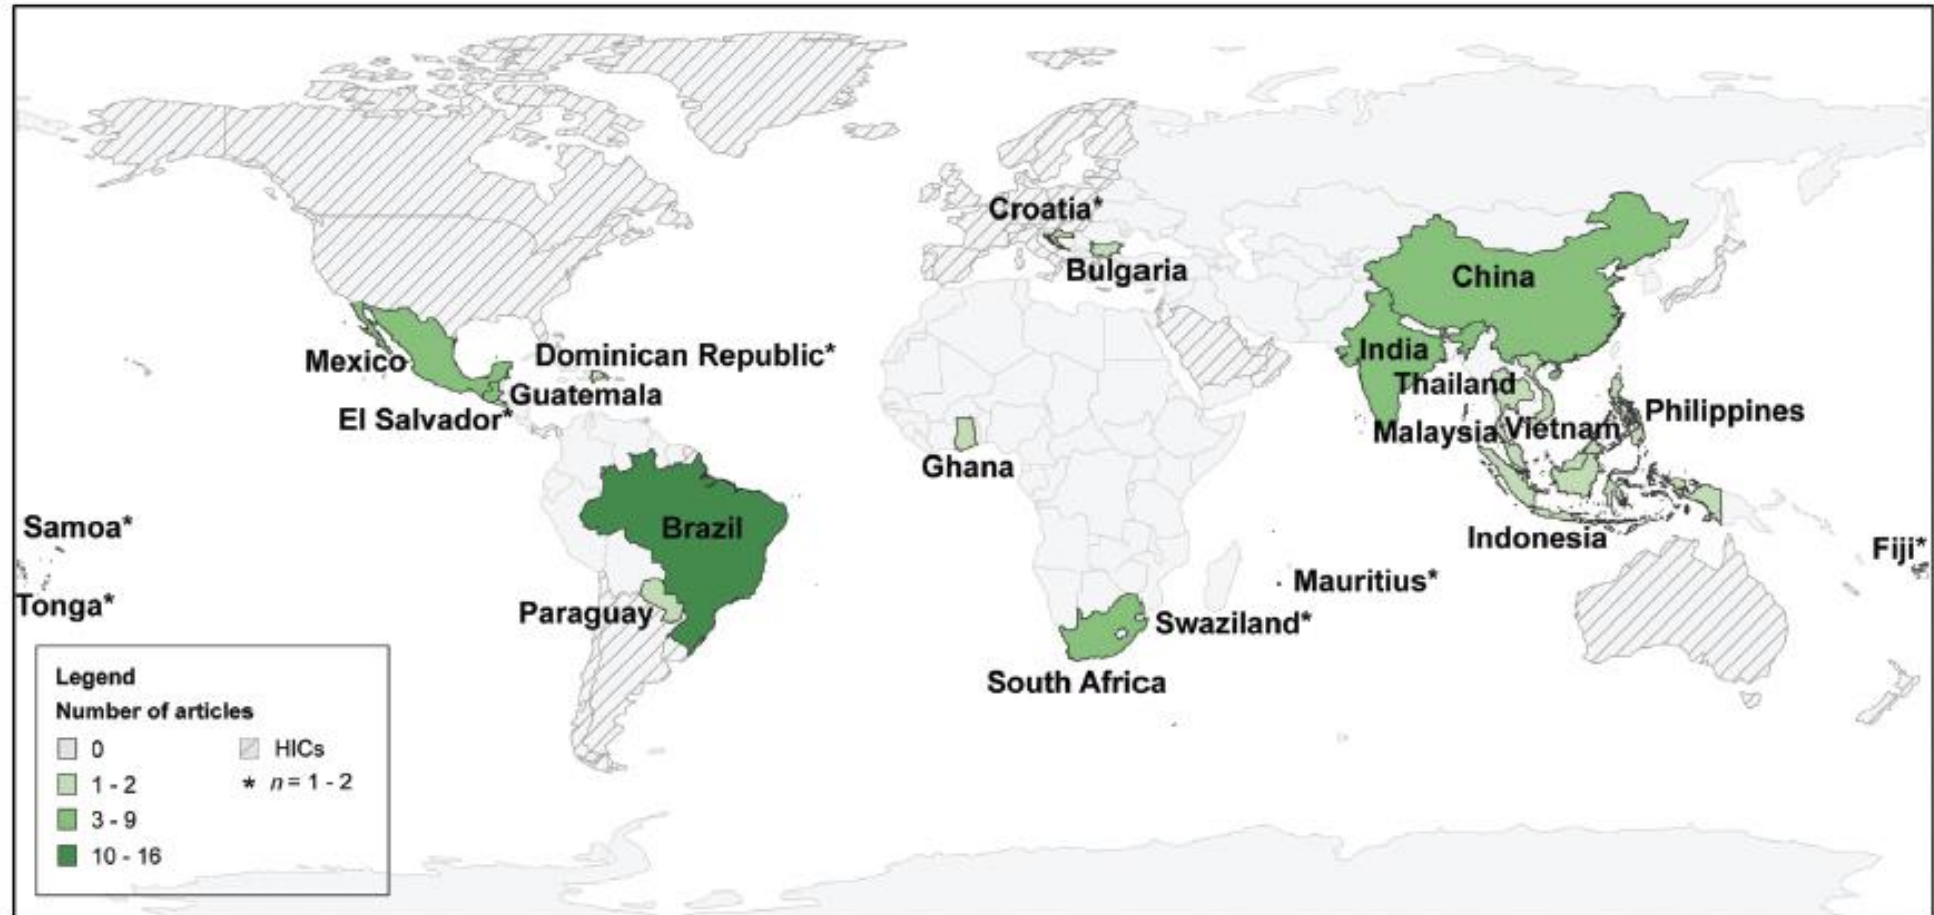 Croatia*
Bulgaria
China
Mexico
Dominican Republic*
India
Guatemala
Thailand
El Salvador*
Philippines
Malaysia
Vietnam
Ghana
Samoa*
Brazil
Indonesia
Fiji*
Mauritius*
Tonga*
Paraguay
Swaziland*
South Africa
Legend
Number of articles
0
HICs
1 - 2
* n = 1 - 2
3 - 9
10 - 16